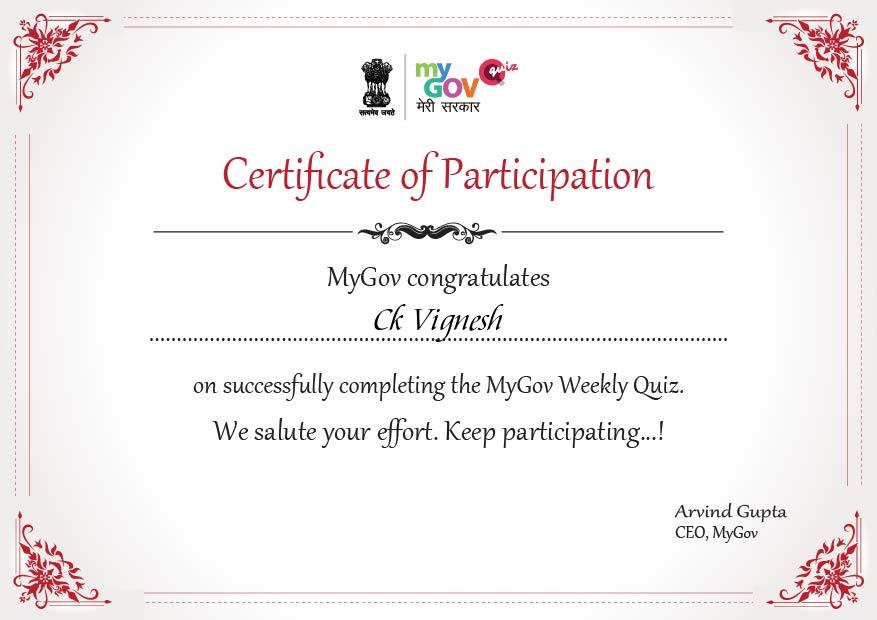 सत्यमेव जयते
my
GOV
quiz
मेरी सरकार
Certificate of Participation
MyGov congratulates
Ck Vignesh
on successfully completing the MyGov Weekly Quiz.
We salute your effort. Keep participating...!
Arvind Gupta
CEO, MyGov